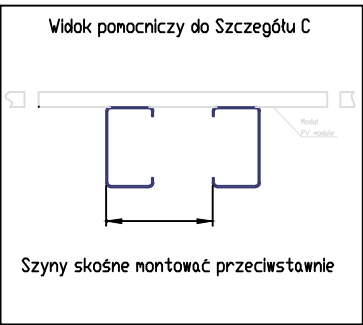 Widok pomocniczy do Szczegółu C
Moduł
PV module
Szyny skośne montować przeciwstawnie